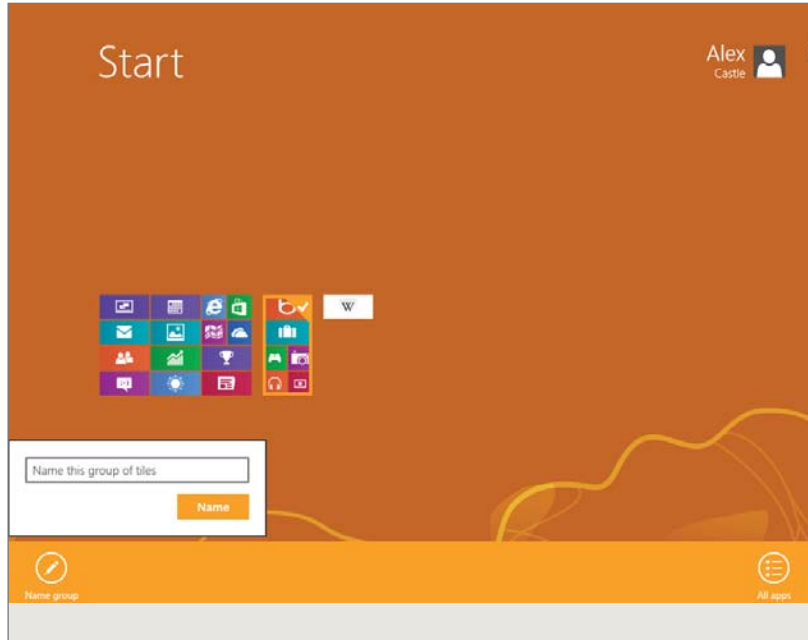 Start
Alex
Castle
W
Name this group of tiles
Name
Name group
All apps